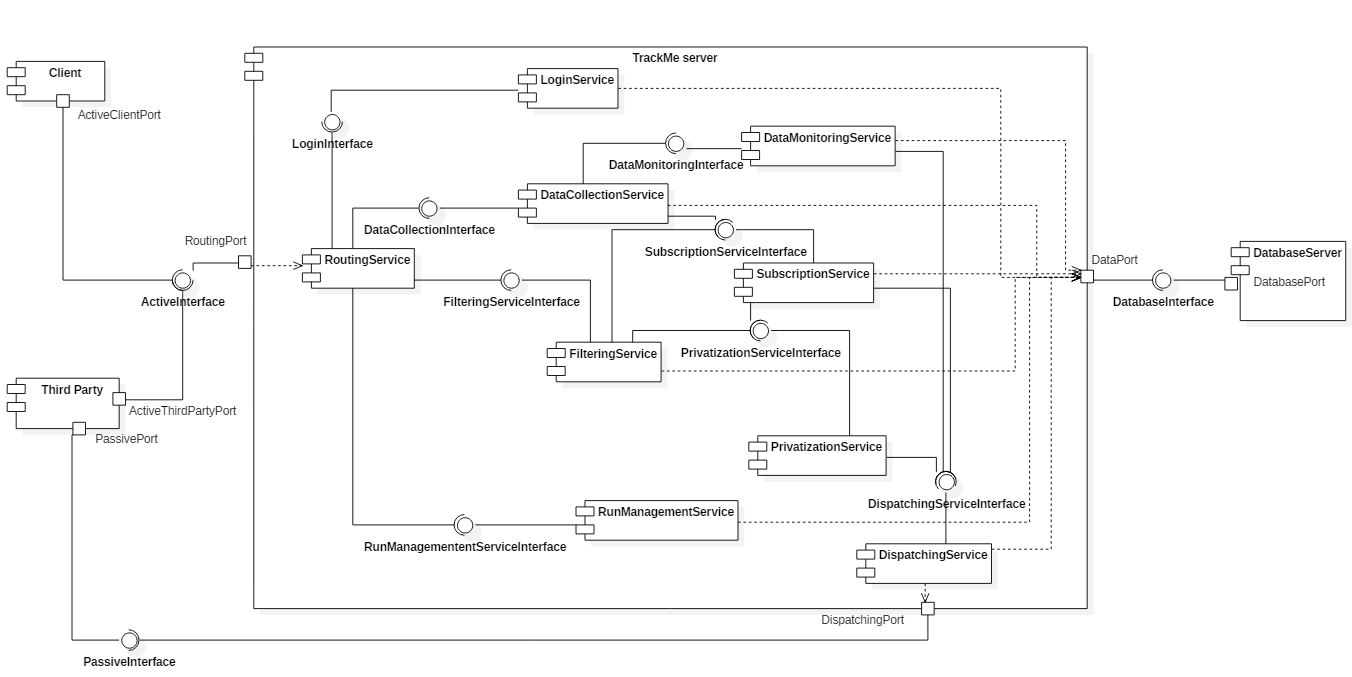 TrackMe server
Client
LoginService
ActiveClientPort
DataMonitoringService
LoginInterface
DataMonitoringInterface
DataCollectionService
DataCollectionInterface
RoutingPort
SubscriptionServiceInterface
RoutingService
DataPort
DatabaseServer
SubscriptionService
DatabasePort
ActiveInterface
FilteringServiceInterface
DatabaseInterface
FilteringService
PrivatizationServiceInterface
Third Party
ActiveThirdPartyPort
PassivePort
PrivatizationService
DispatchingServiceInterface
RunManagementService
RunManagemententServiceInterface
DispatchingService
DispatchingPort
PassiveInterface